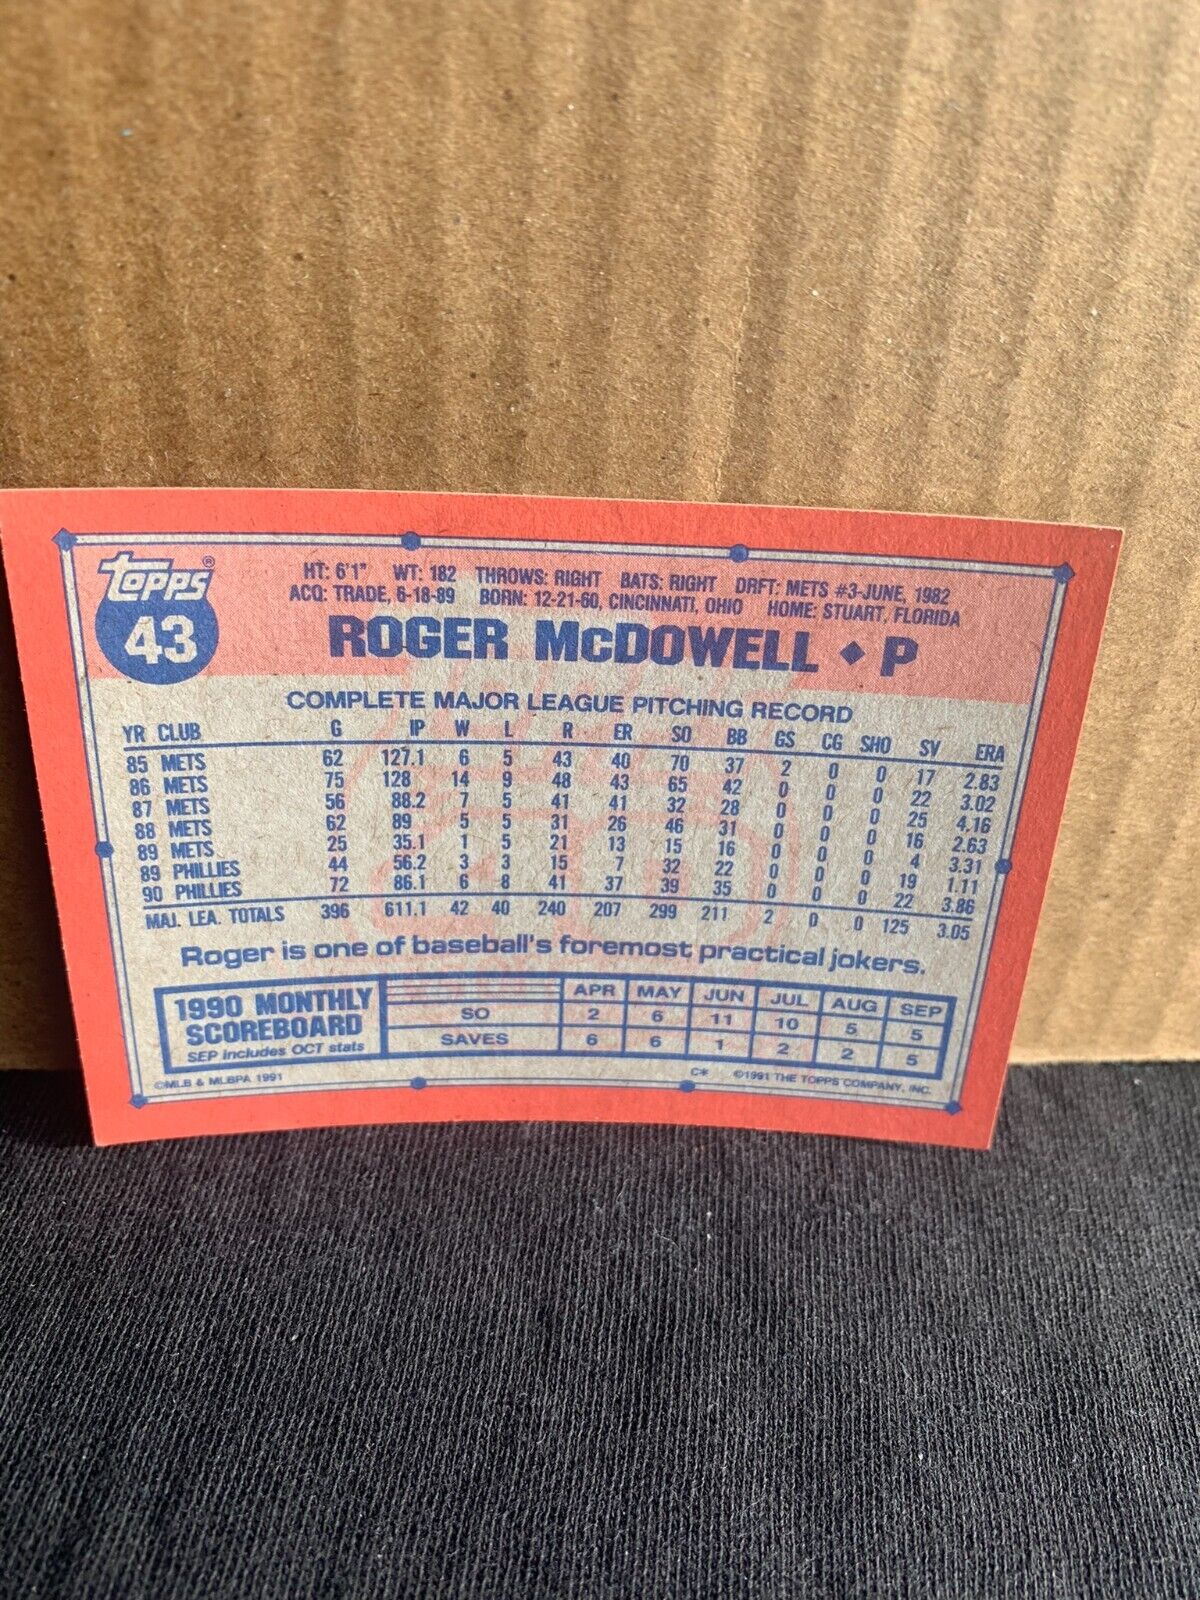 topps®
43
HT: 6'1" WT: 182 THROWS: RIGHT BATS: RIGHT DRFT: METS #3-JUNE, 1982
ACQ: TRADE, 6-18-89 BORN: 12-21-60, CINCINNATI, OHIO HOME: STUART, FLORIDA
ROGER McDOWELL ◆ P
COMPLETE MAJOR LEAGUE PITCHING RECORD
YR CLUB G IP W L R ER SO BB GS CG SHO SV ERA
85 METS 62 127.1 6 5 43 40 70 37 2 0 0 17 2.83
86 METS 75 128 14 9 48 43 65 42 0 0 0 22 3.02
87 METS 56 88.2 7 5 41 41 32 28 0 0 0 25 4.16
88 METS 62 89 5 5 31 26 46 31 0 0 0 16 2.63
89 METS 25 35.1 1 5 21 13 15 16 0 0 0 4 3.31
89 PHILLIES 44 56.2 3 3 15 7 32 22 0 0 0 19 1.11
90 PHILLIES 72 86.1 6 8 41 37 39 35 0 0 0 22 3.86
MAJ. LEA. TOTALS 396 611.1 42 40 240 207 299 211 2 0 0 125 3.05
Roger is one of baseball's foremost practical jokers.
1990 MONTHLY SCOREBOARD
SEP includes OCT stats
APR MAY JUN JUL AUG SEP
SO 2 6 11 10 5 5
SAVES 6 6 1 2 2 5
©MLB & MLBPA 1991 C* ©1991 THE TOPPS COMPANY, INC.